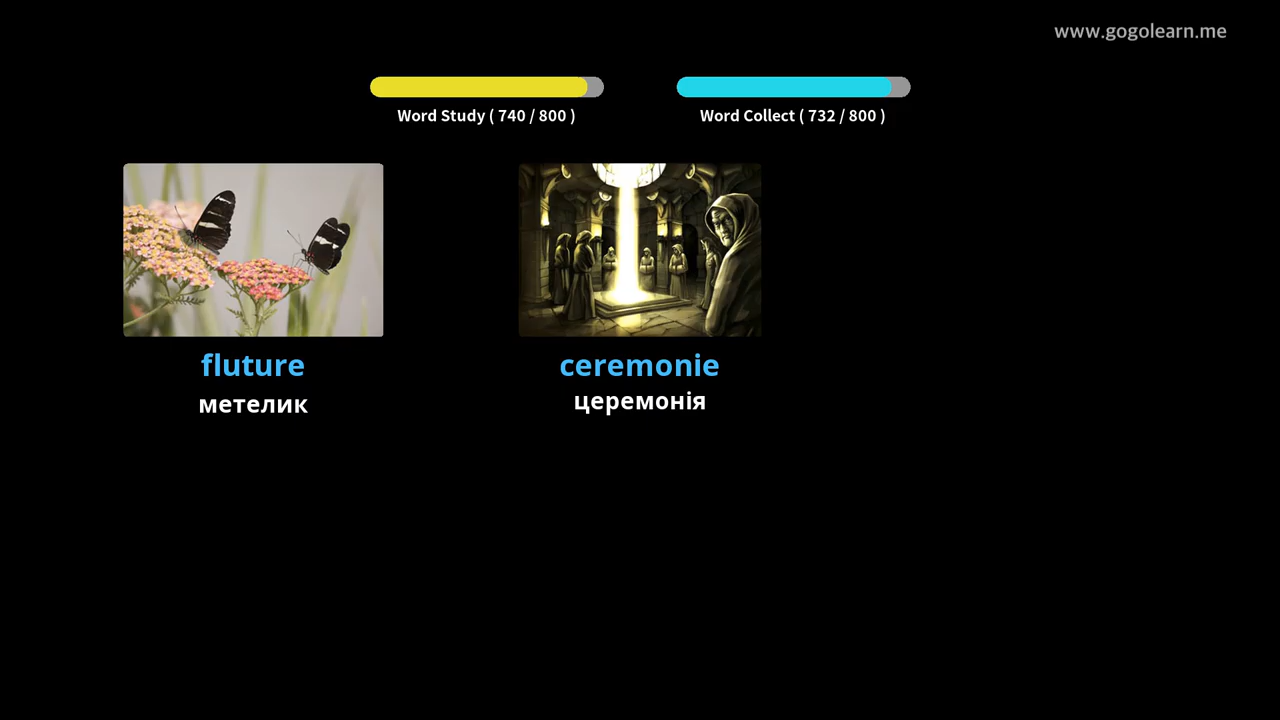 www.gogolearn.me
Word Study ( 740 / 800 )
Word Collect ( 732 / 800 )
fluture
метелик
ceremonie
церемонія